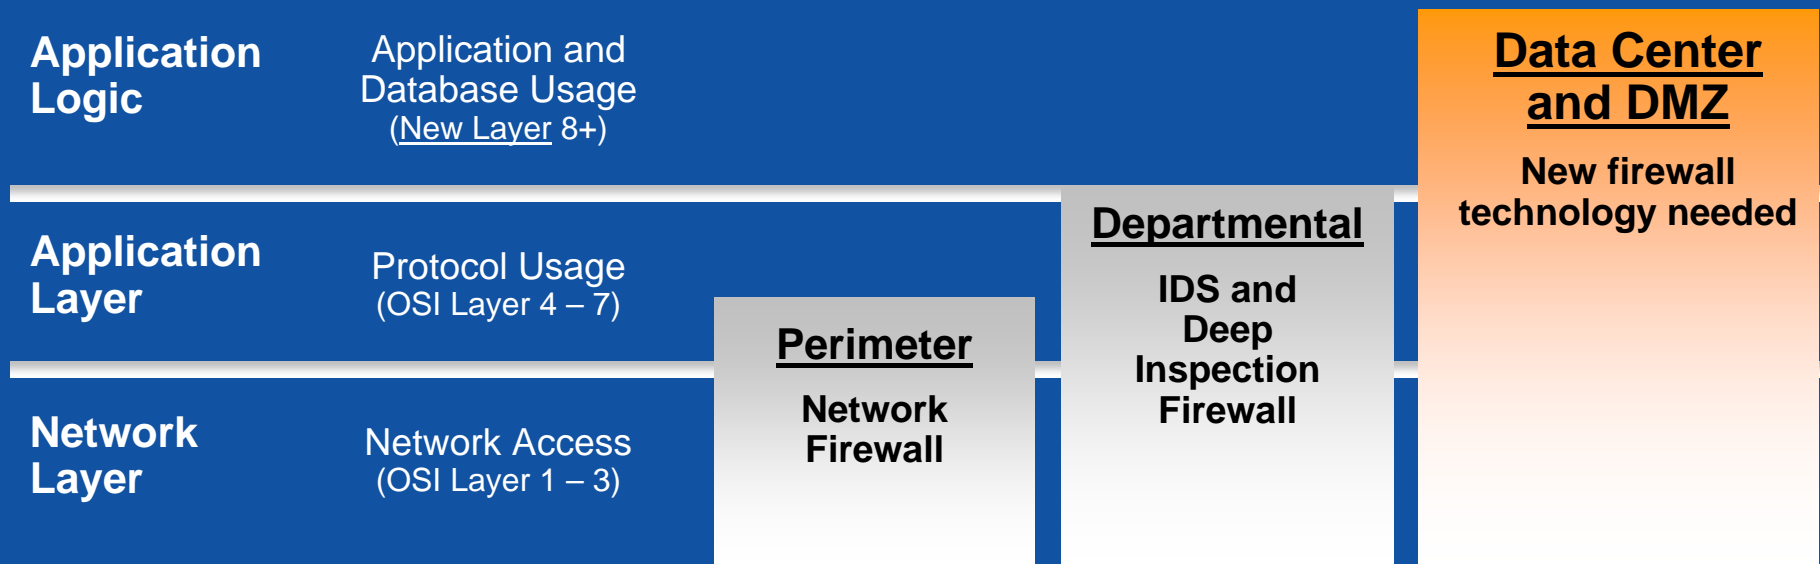 Application
Logic
Application and
Database Usage
(New Layer 8+)
Data Center
and DMZ
New firewall
technology needed
Application
Layer
Protocol Usage
(OSI Layer 4 – 7)
Departmental
IDS and
Deep
Inspection
Firewall
Perimeter
Network
Firewall
Network
Layer
Network Access
(OSI Layer 1 – 3)